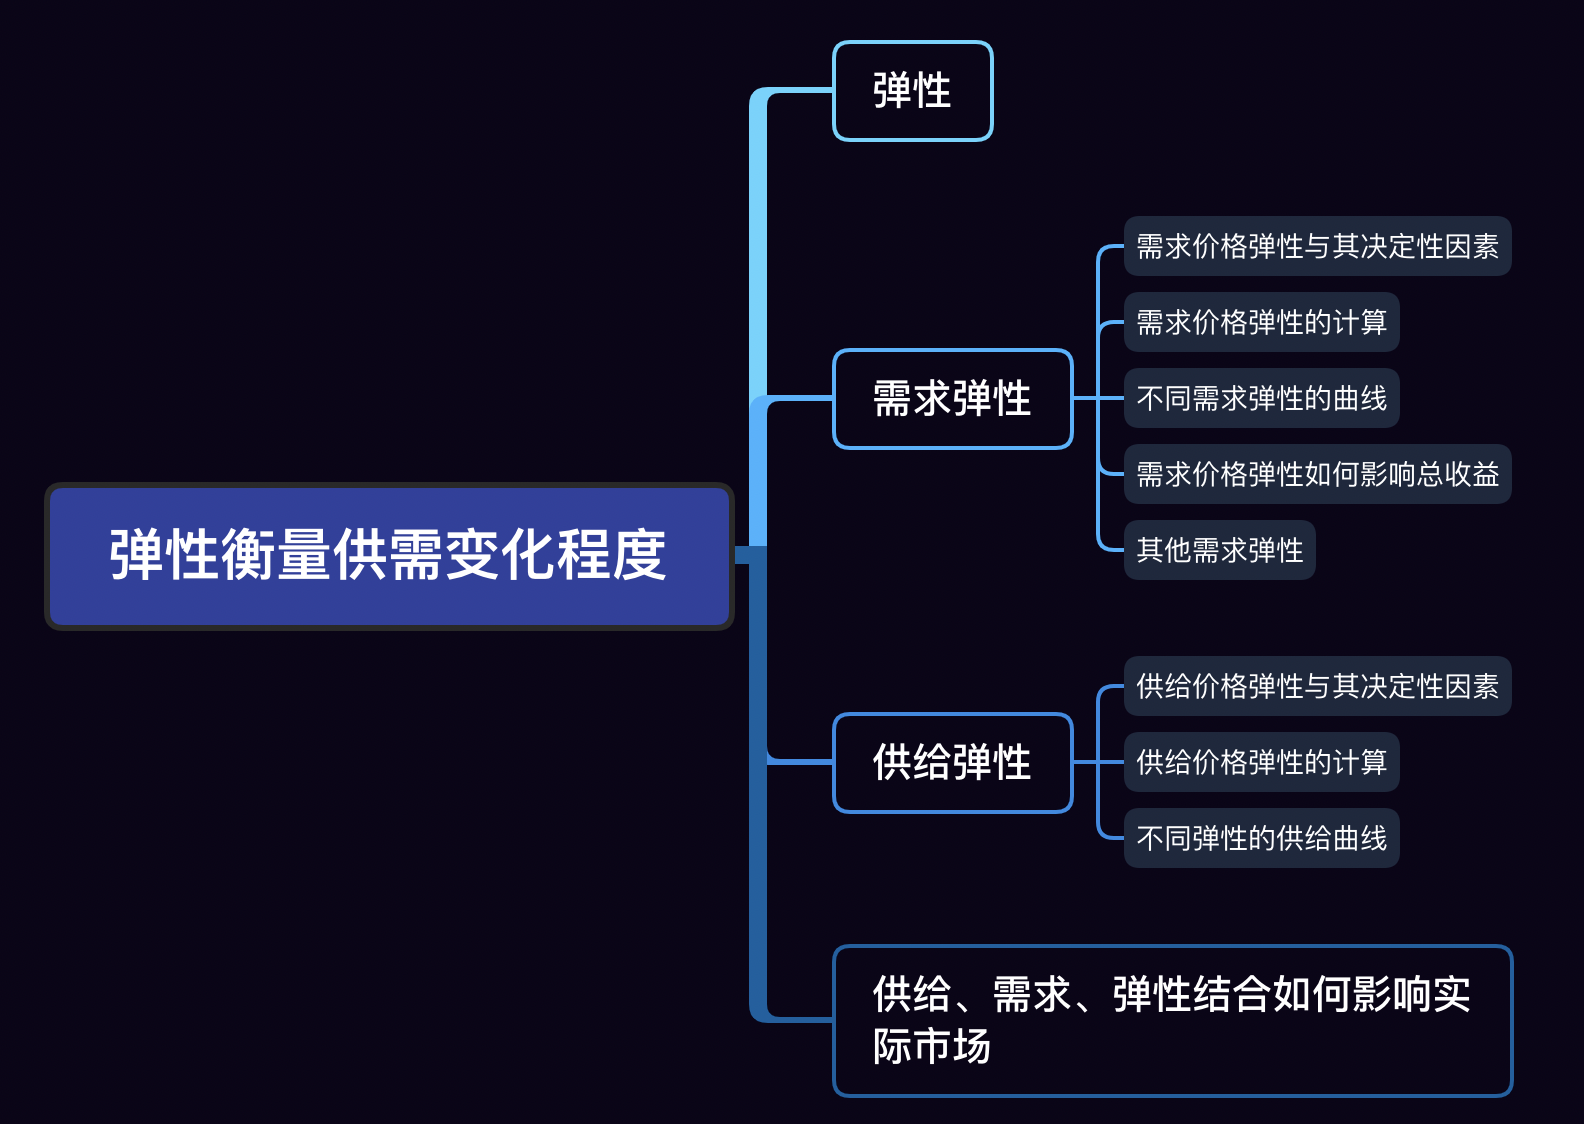 弹性
需求价格弹性与其决定性因素
需求价格弹性的计算
需求弹性
不同需求弹性的曲线
需求价格弹性如何影响总收益
其他需求弹性
弹性衡量供需变化程度
供给价格弹性与其决定性因素
供给弹性
供给价格弹性的计算
不同弹性的供给曲线
供给、需求、弹性结合如何影响实
际市场